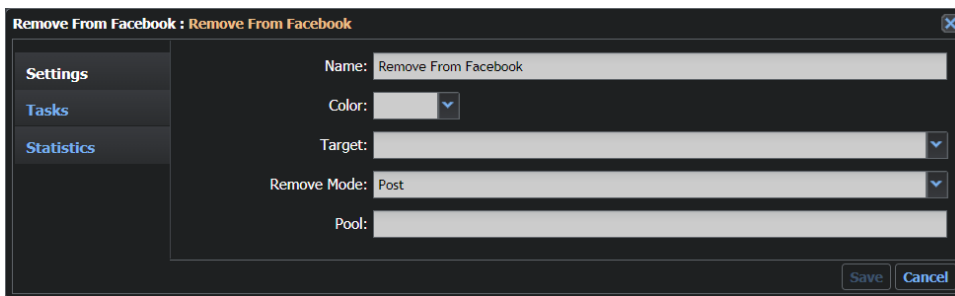 Remove From Facebook : Remove From Facebook
Settings
Tasks
Statistics
Name: Remove From Facebook
Color:
Target:
Remove Mode: Post
Pool:
Save Cancel